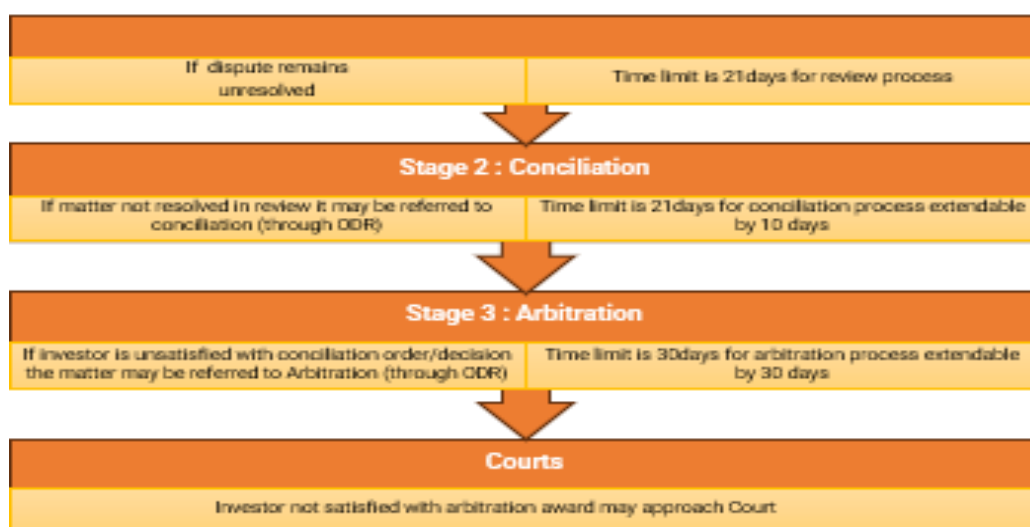 If dispute remains
unresolved
Time limit is 21days for review process
Stage 2 : Conciliation
If matter not resolved in review it may be referred to
conciliation (through ODR)
Time limit is 21days for conciliation process extendable
by 10 days
Stage 3 : Arbitration
If investor is unsatisfied with conciliation order/decision
the matter may be referred to Arbitration (through ODR)
Time limit is 30days for arbitration process extendable
by 30 days
Courts
Investor not satisfied with arbitration award may approach Court